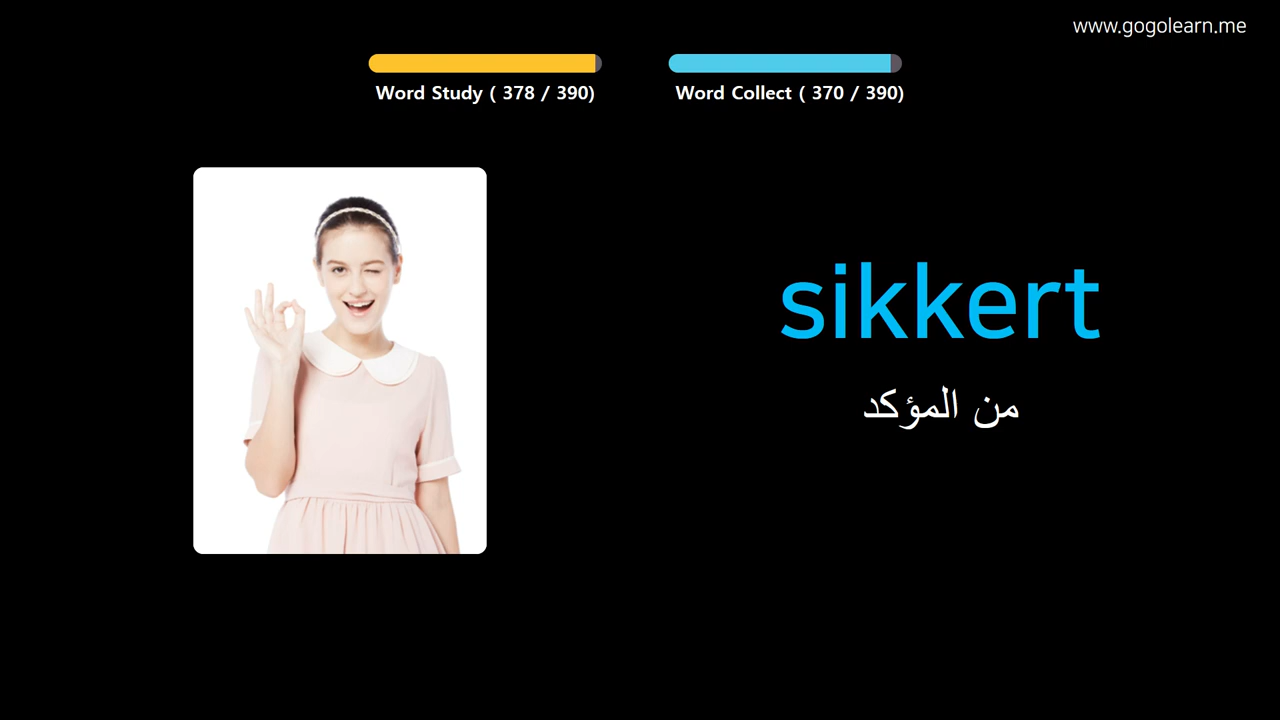 www.gogolearn.me
Word Study ( 378 / 390)
Word Collect ( 370 / 390)
sikkert
من المؤكد